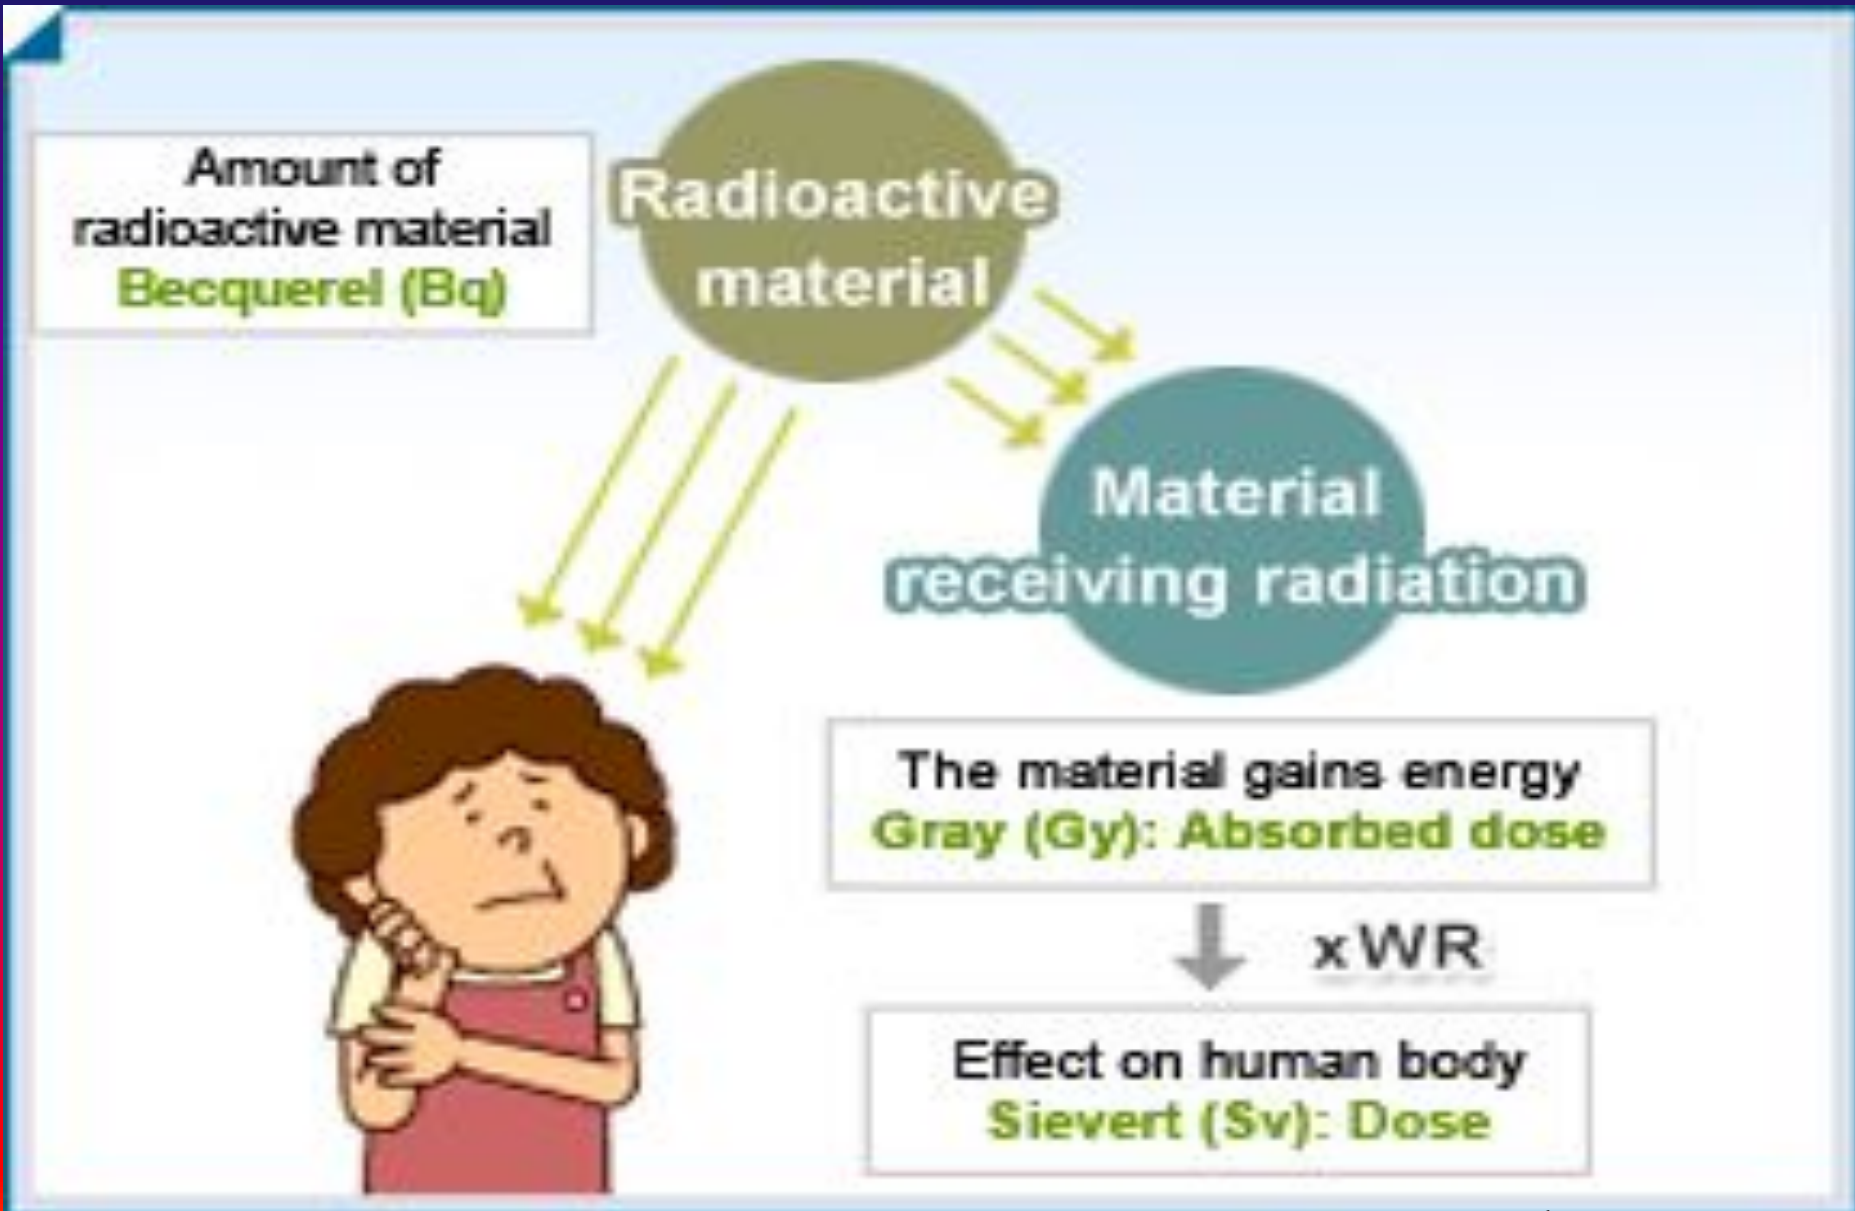 Amount of
radioactive material
Becquerel (Bq)
Radioactive
material
Material
receiving radiation
The material gains energy
Gray (Gy): Absorbed dose
xWR
Effect on human body
Sievert (Sv): Dose